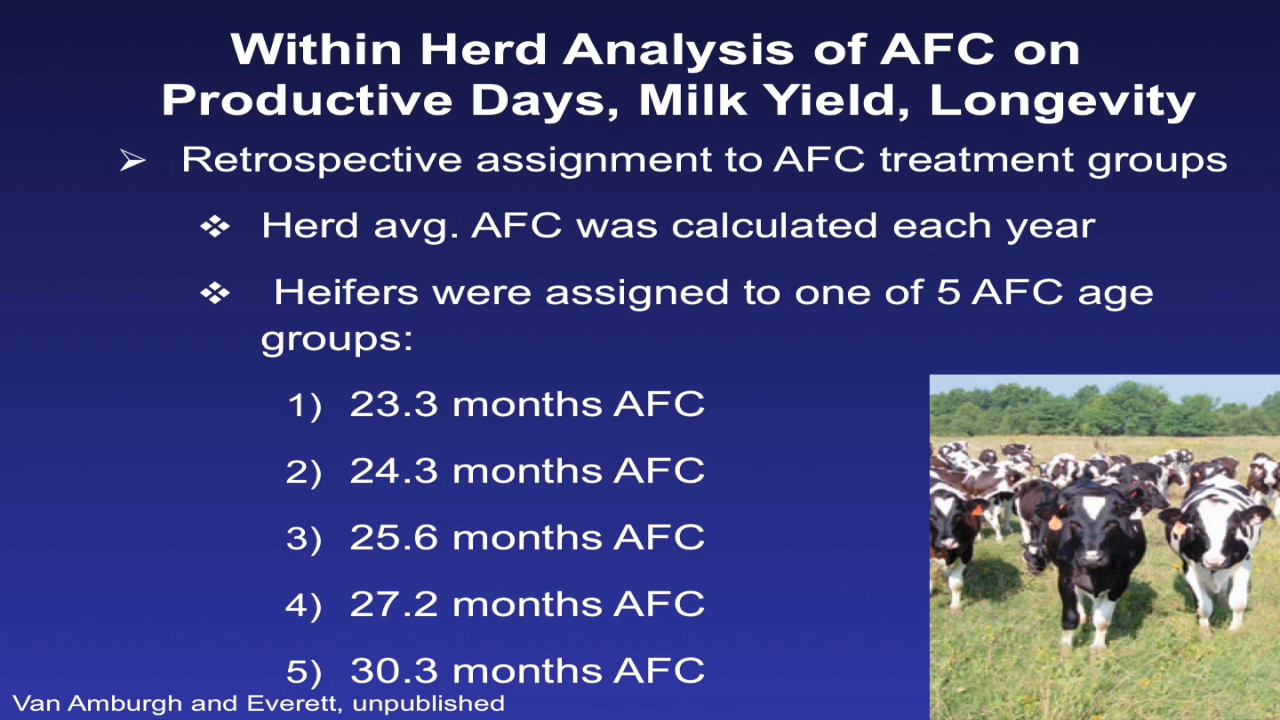 Within Herd Analysis of AFC on
Productive Days, Milk Yield, Longevity
➢ Retrospective assignment to AFC treatment groups
❖ Herd avg. AFC was calculated each year
❖ Heifers were assigned to one of 5 AFC age
groups:
1) 23.3 months AFC
2) 24.3 months AFC
3) 25.6 months AFC
4) 27.2 months AFC
5) 30.3 months AFC
Van Amburgh and Everett, unpublished